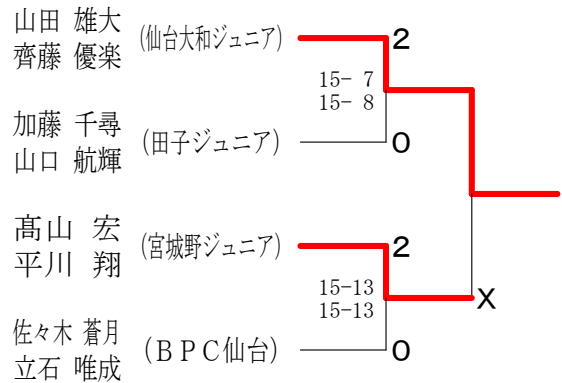 山田 雄大
齊藤 優楽
(仙台大和ジュニア)
2
15- 7
15- 8
加藤 千尋
山口 航輝
(田子ジュニア)
0
髙山 宏
平川 翔
(宮城野ジュニア)
2
15-13
15-13
X
佐々木 蒼月
立石 唯成
(BPC仙台)
0